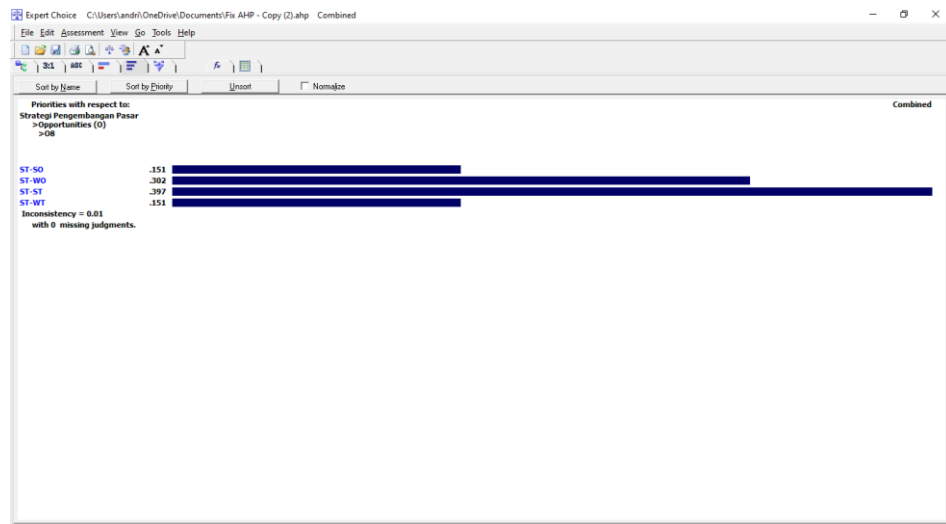 Expert Choice C:\Users\andri\OneDrive\Documents\Fix AHP - Copy (2).ahp Combined
File Edit Assessment View Go Tools Help
A A
3:1 ABC
Sort by Name Sort by Priority Unsort Normalize
Priorities with respect to: Combined
Strategi Pengembangan Pasar
>Opportunities (O)
>O8
ST-SO .151
ST-WO .302
ST-ST .397
ST-WT .151
Inconsistency = 0.01
with 0 missing judgments.